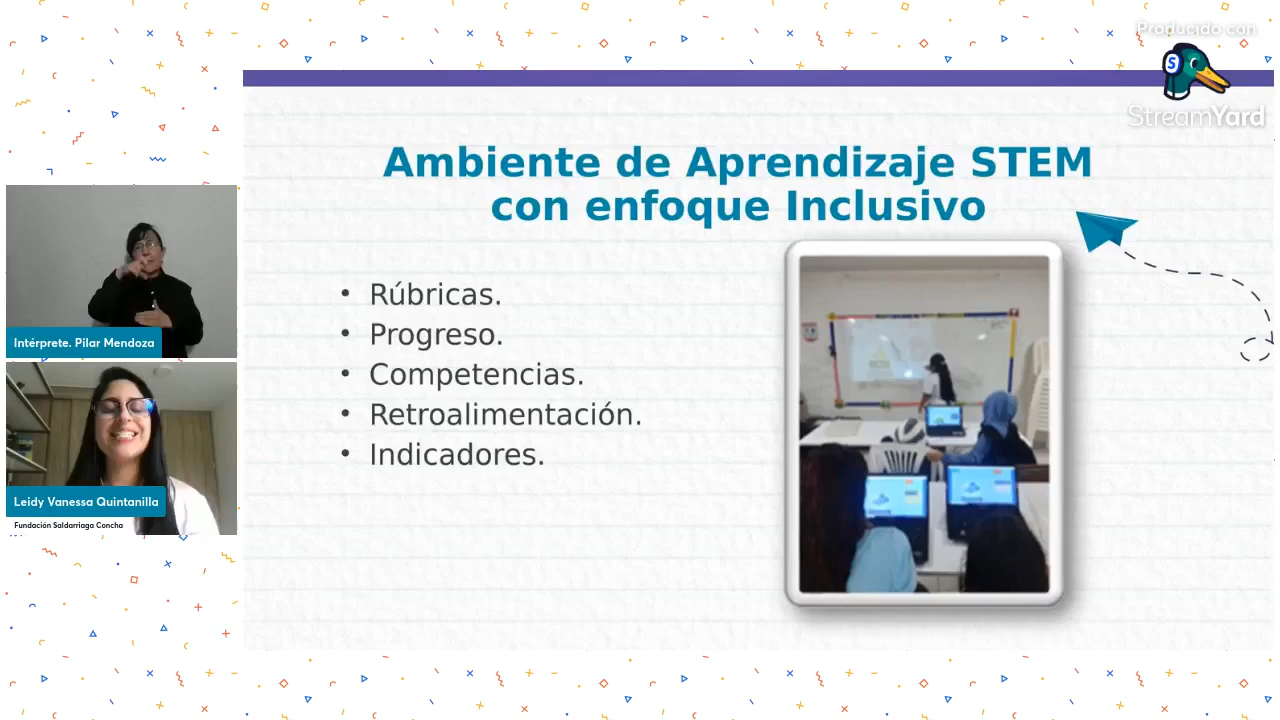 Producido con
StreamYard
Ambiente de Aprendizaje STEM
con enfoque Inclusivo
• Rúbricas.
• Progreso.
• Competencias.
• Retroalimentación.
• Indicadores.
Intérprete. Pilar Mendoza
Leidy Vanessa Quintanilla
Fundación Saldarriaga Concha